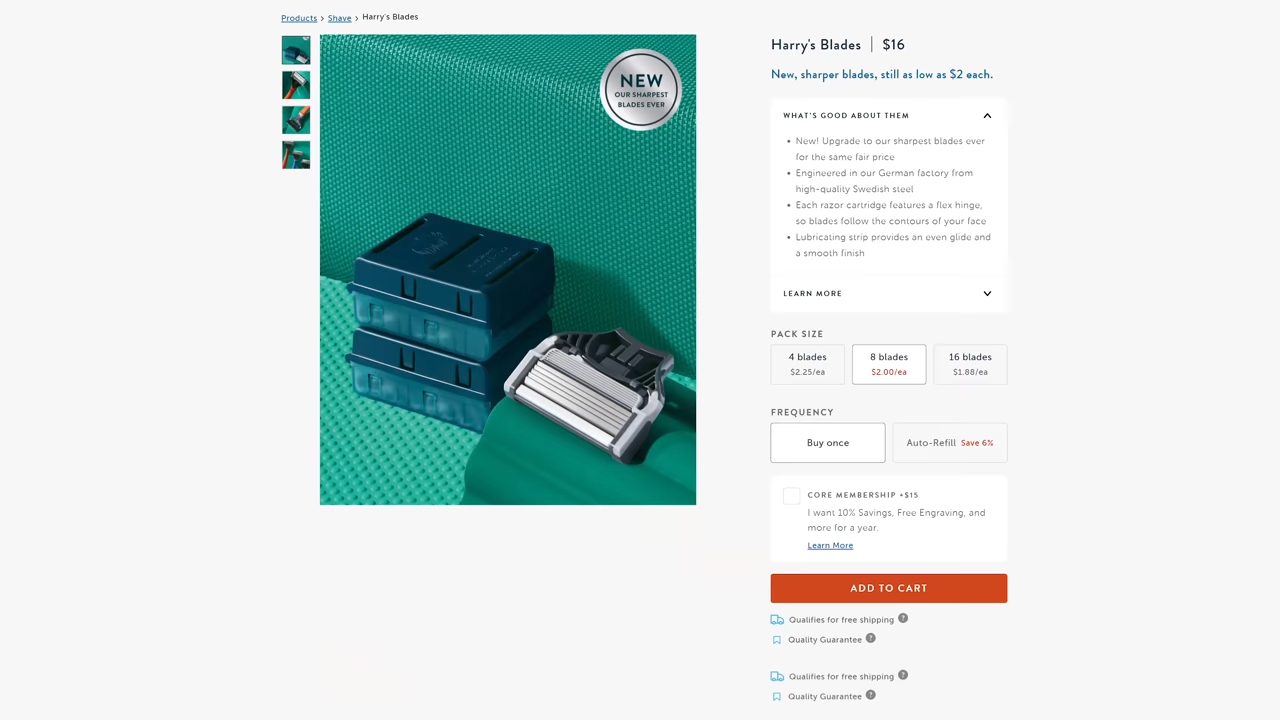 Products > Shave > Harry's Blades
NEW
OUR SHARPEST
BLADES EVER
Harry's Blades | $16
New, sharper blades, still as low as $2 each.
WHAT'S GOOD ABOUT THEM
• New! Upgrade to our sharpest blades ever
for the same fair price
• Engineered in our German factory from
high-quality Swedish steel
• Each razor cartridge features a flex hinge,
so blades follow the contours of your face
• Lubricating strip provides an even glide and
a smooth finish
LEARN MORE
PACK SIZE
4 blades 8 blades 16 blades
$2.25/ea $2.00/ea $1.88/ea
FREQUENCY
Buy once Auto-Refill Save 6%
CORE MEMBERSHIP +$15
I want 10% Savings, Free Engraving, and
more for a year.
Learn More
ADD TO CART
Qualifies for free shipping ?
Quality Guarantee ?
Qualifies for free shipping ?
Quality Guarantee ?